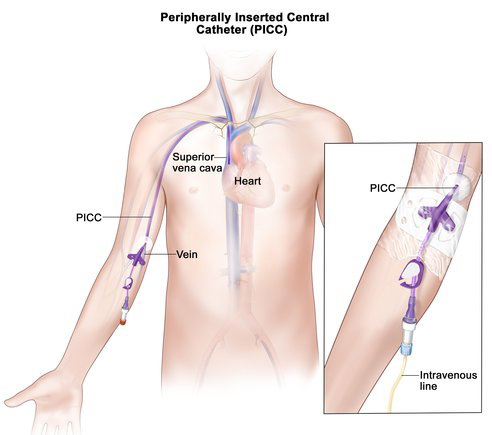 Peripherally Inserted Central
Catheter (PICC)
Superior
vena cava
Heart
PICC
Vein
PICC
Intravenous
line